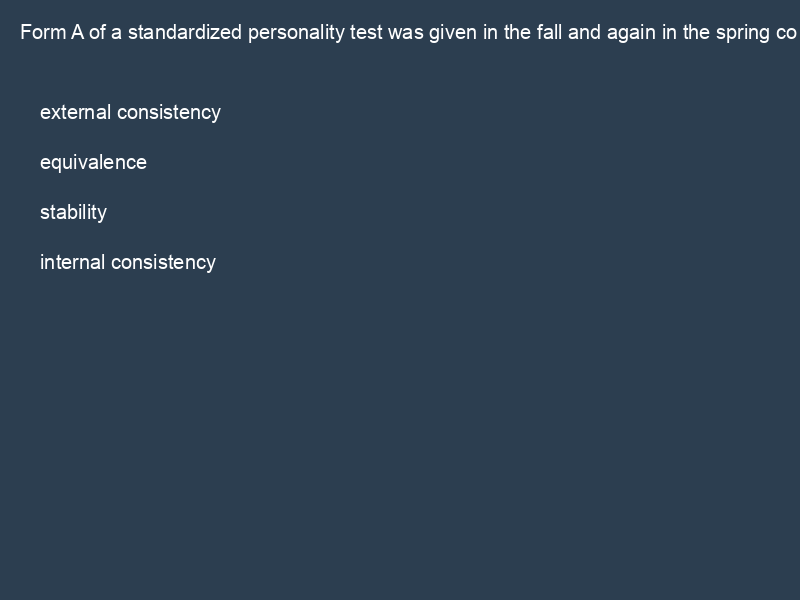 Form A of a standardized personality test was given in the fall and again in the spring co
external consistency
equivalence
stability
internal consistency